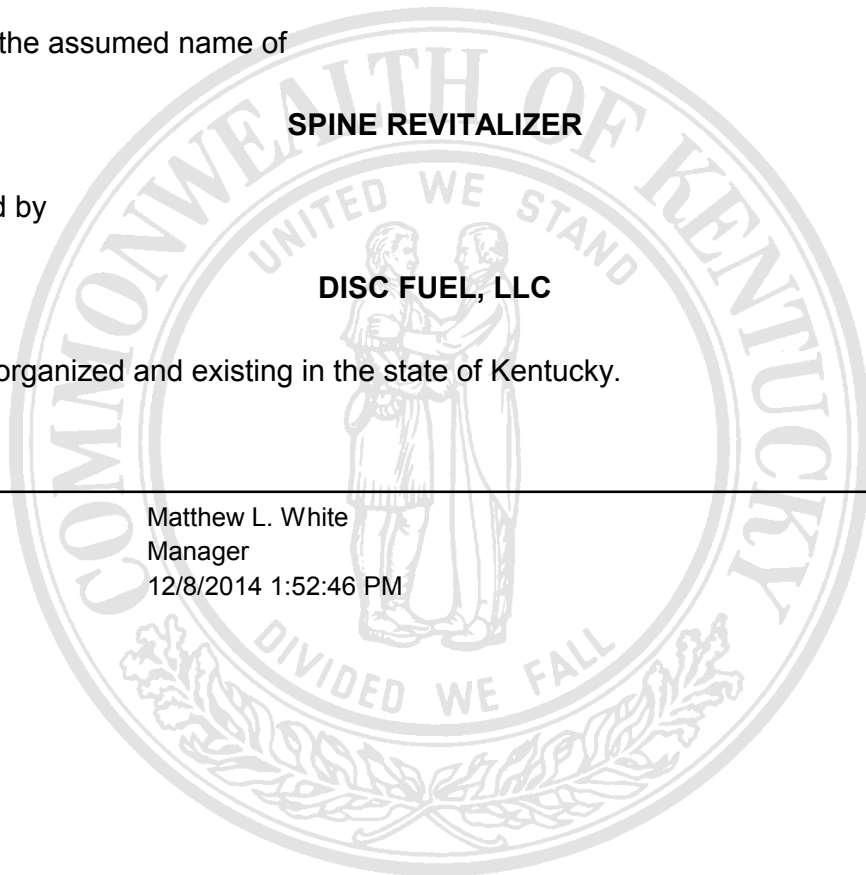 the assumed name of
SPINE REVITALIZER
d by
DISC FUEL, LLC
organized and existing in the state of Kentucky.
Matthew L. White
Manager
12/8/2014 1:52:46 PM
COMMONWEALTH OF KENTUCKY
UNITED WE STAND
DIVIDED WE FALL